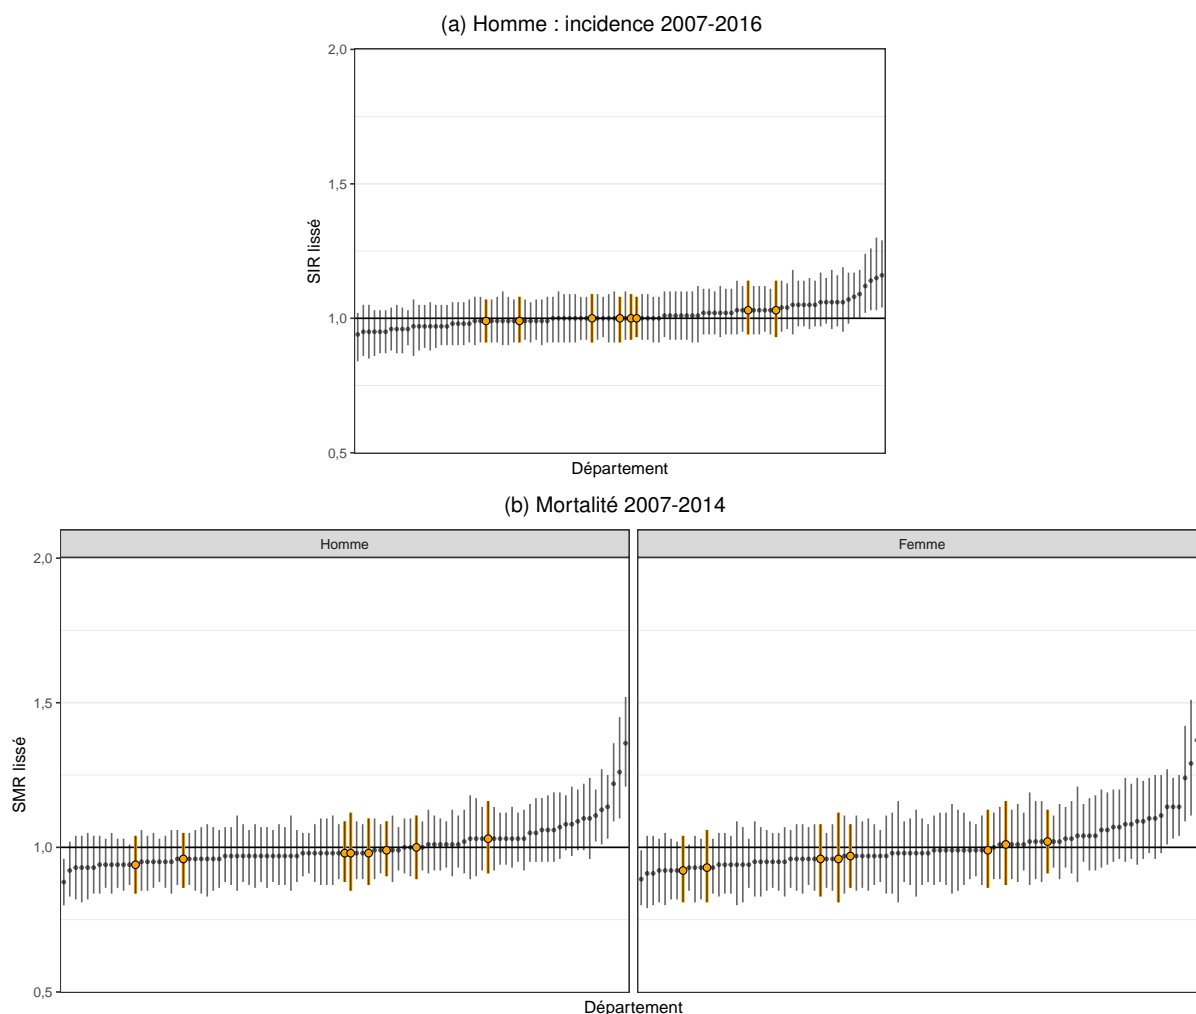 (a) Homme : incidence 2007-2016
2,0
1,5
1,0
0,5
SIR lissé
Département
(b) Mortalité 2007-2014
Homme
Femme
2,0
1,5
1,0
0,5
SMR lissé
Département